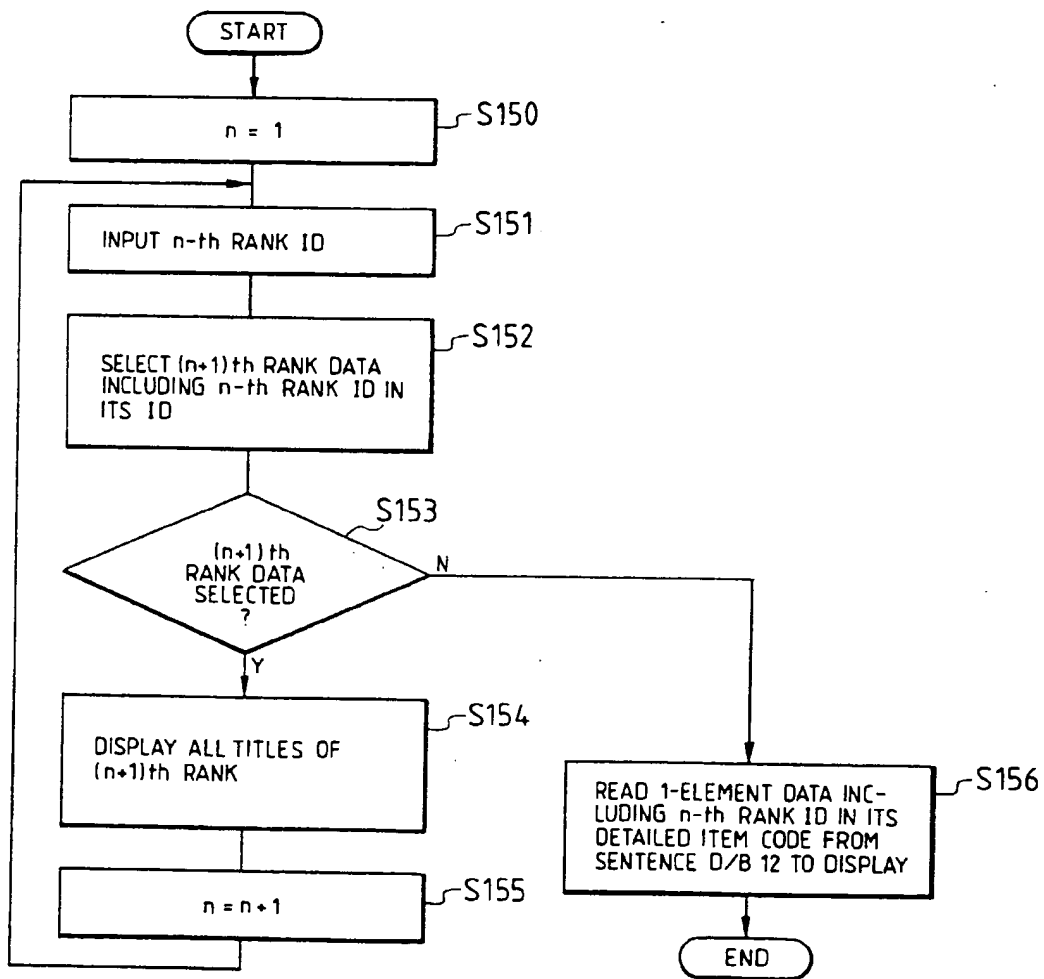 START
n = 1
S150
INPUT n-th RANK ID
S151
SELECT (n+1)th RANK DATA
INCLUDING n-th RANK ID IN
ITS ID
S152
(n+1)th
RANK DATA
SELECTED
?
S153
N
Y
DISPLAY ALL TITLES OF
(n+1)th RANK
S154
n = n+1
S155
READ 1-ELEMENT DATA INC-
LUDING n-th RANK ID IN ITS
DETAILED ITEM CODE FROM
SENTENCE D/B 12 TO DISPLAY
S156
END